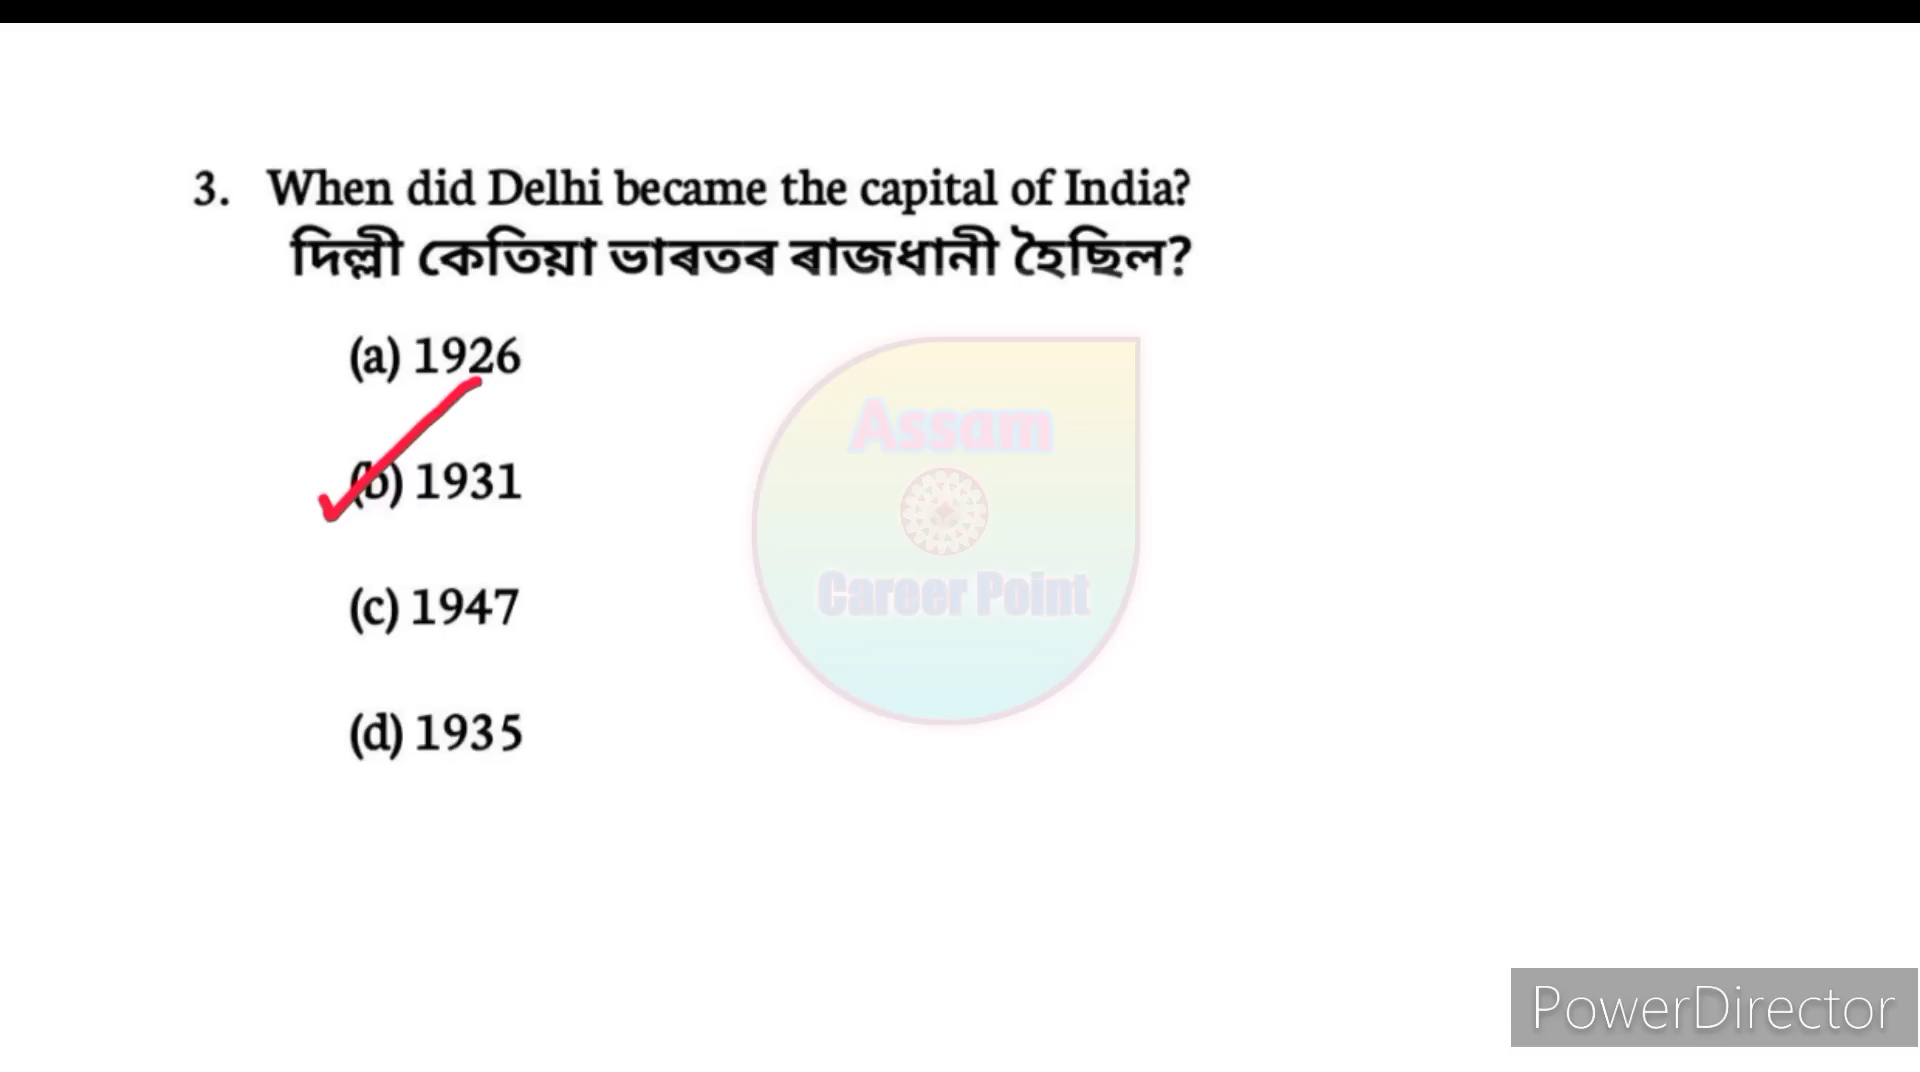 3. When did Delhi became the capital of India?
দিল্লী কেতিয়া ভাৰতৰ ৰাজধানী হৈছিল?
(a) 1926
(b) 1931
(c) 1947
(d) 1935
Assam
Career Point
PowerDirector